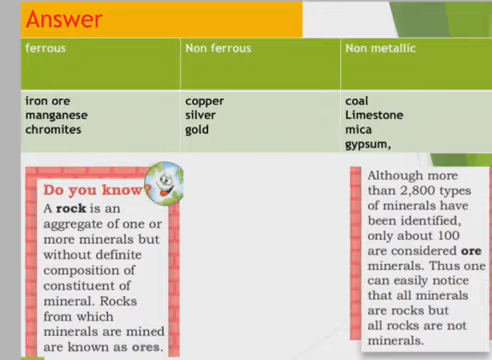 Answer
ferrous Non ferrous Non metallic
iron ore copper coal
manganese silver Limestone
chromites gold mica
gypsum,
Do you know?
A rock is an
aggregate of one or
more minerals but
without definite
composition of
constituent of
mineral. Rocks
from which
minerals are mined
are known as ores.
Although more
than 2,800 types
of minerals have
been identified,
only about 100
are considered ore
minerals. Thus one
can easily notice
that all minerals
are rocks but
all rocks are not
minerals.